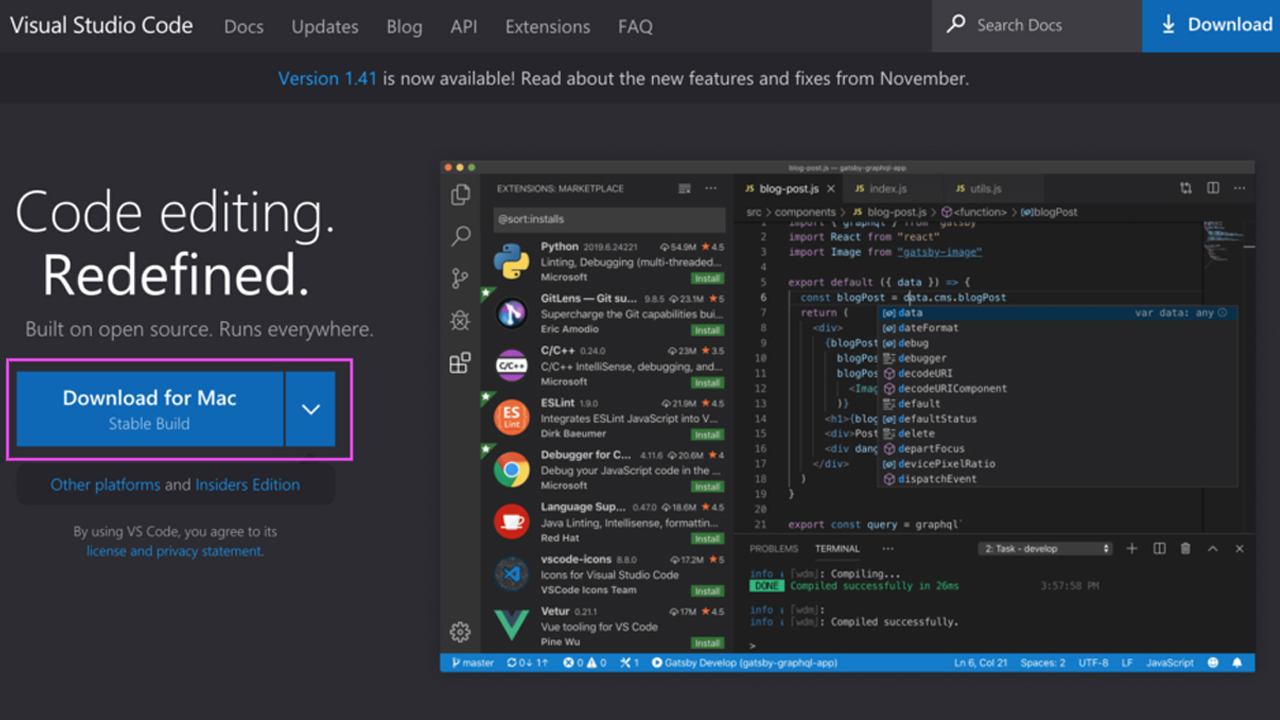 Visual Studio Code Docs Updates Blog API Extensions FAQ Search Docs Download
Version 1.41 is now available! Read about the new features and fixes from November.
Code editing.
Redefined.
Built on open source. Runs everywhere.
Download for Mac
Stable Build
Other platforms and Insiders Edition
By using VS Code, you agree to its
license and privacy statement.
blog-post.js — gatsby-graphql-app
EXTENSIONS: MARKETPLACE
@sort:installs
Python 2019.6.24221 54.9M 4.5
Linting, Debugging (multi-threaded...
Microsoft Install
GitLens — Git su... 9.8.5 23.1M 5
Supercharge the Git capabilities bui...
Eric Amodio Install
C/C++ 0.24.0 23M 3.5
C/C++ IntelliSense, debugging, and...
Microsoft Install
ESLint 1.9.0 21.9M 4.5
Integrates ESLint JavaScript into V...
Dirk Baeumer Install
Debugger for C... 4.11.6 20.6M 4
Debug your JavaScript code in the ...
Microsoft Install
Language Sup... 0.47.0 18.6M 4.5
Java Linting, Intellisense, formattin...
Red Hat Install
vscode-icons 8.8.0 17.2M 5
Icons for Visual Studio Code
VSCode Icons Team Install
Vetur 0.21.1 17M 4.5
Vue tooling for VS Code
Pine Wu Install
JS blog-post.js JS index.js JS utils.js
src > components > JS blog-post.js > <function> > blogPost
1 import { graphql } from "gatsby"
2 import React from "react"
3 import Image from "gatsby-image"
4
5 export default ({ data }) => {
6 const blogPost = data.cms.blogPost
7 return (
8 <div>
9 {blogPost
10 blogPos
11 blogPos
12 <Imag
13 )}
14 <h1>{blog
15 <div>Post
16 <div dang
17 </div>
18 )
19 }
20
21 export const query = graphql`
data var data: any
dateFormat
debug
debugger
decodeURI
decodeURIComponent
default
defaultStatus
delete
departFocus
devicePixelRatio
dispatchEvent
PROBLEMS TERMINAL ... 2: Task - develop
info ｢wdm｣: Compiling...
DONE Compiled successfully in 26ms 3:57:58 PM
info ｢wdm｣:
info ｢wdm｣: Compiled successfully.
>
master 0↓ 1↑ 0 0 1 Gatsby Develop (gatsby-graphql-app) Ln 6, Col 21 Spaces: 2 UTF-8 LF JavaScript